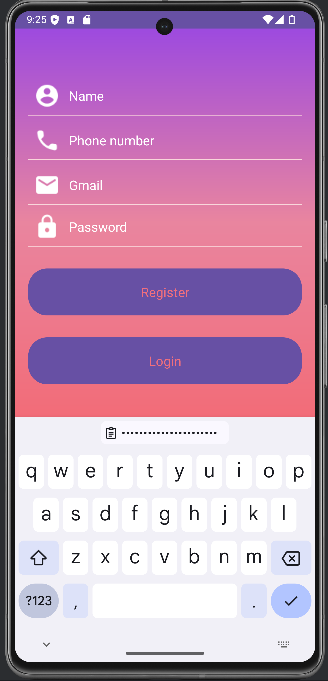 9:25
Name
Phone number
Gmail
Password
Register
Login
q w e r t y u i o p
a s d f g h j k l
z x c v b n m
?123 , .